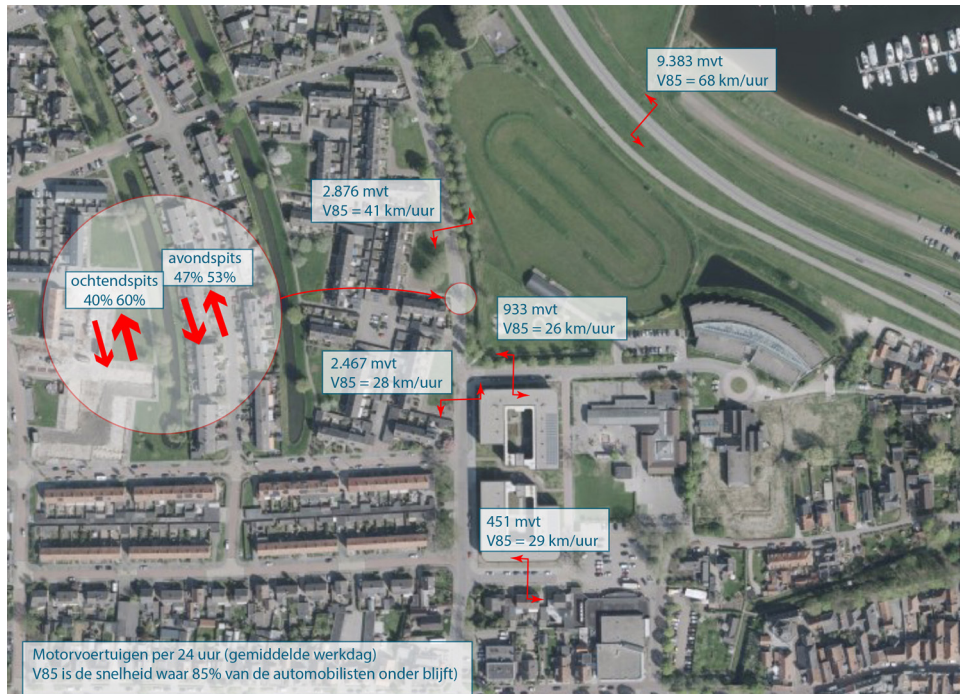 9.383 mvt
V85 = 68 km/uur
2.876 mvt
V85 = 41 km/uur
avondspits
47% 53%
ochtendspits
40% 60%
933 mvt
V85 = 26 km/uur
2.467 mvt
V85 = 28 km/uur
451 mvt
V85 = 29 km/uur
Motorvoertuigen per 24 uur (gemiddelde werkdag)
V85 is de snelheid waar 85% van de automobilisten onder blijft)